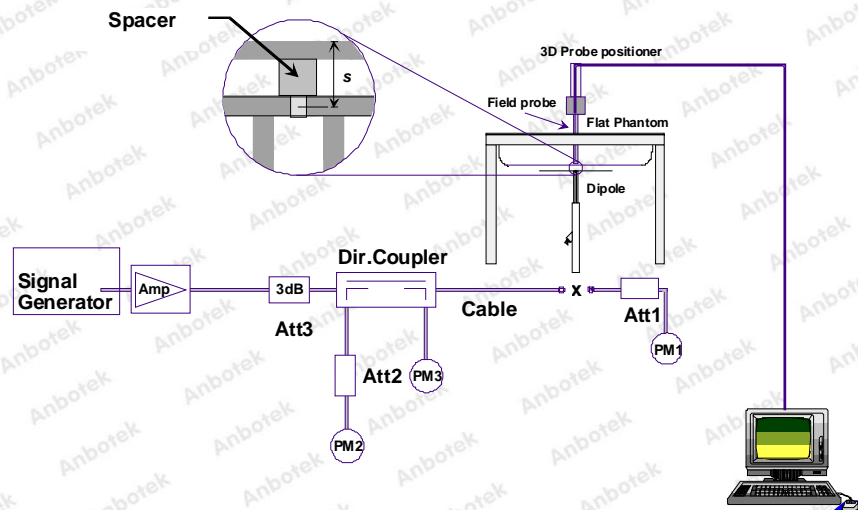 Spacer
s
3D Probe positioner
Field probe
Flat Phantom
Dipole
Dir.Coupler
Signal
Generator
Amp
3dB
Att3
Cable
x
Att1
PM1
Att2
PM3
PM2
Anbotek